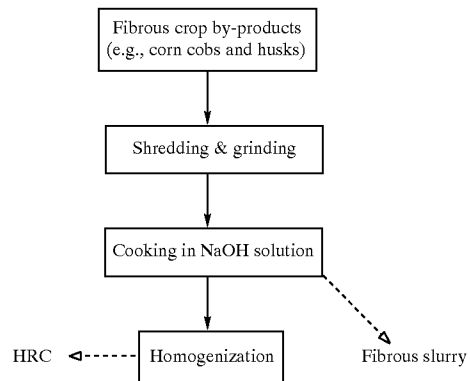 Fibrous crop by-products
(e.g., corn cobs and husks)
Shredding & grinding
Cooking in NaOH solution
HRC
Homogenization
Fibrous slurry